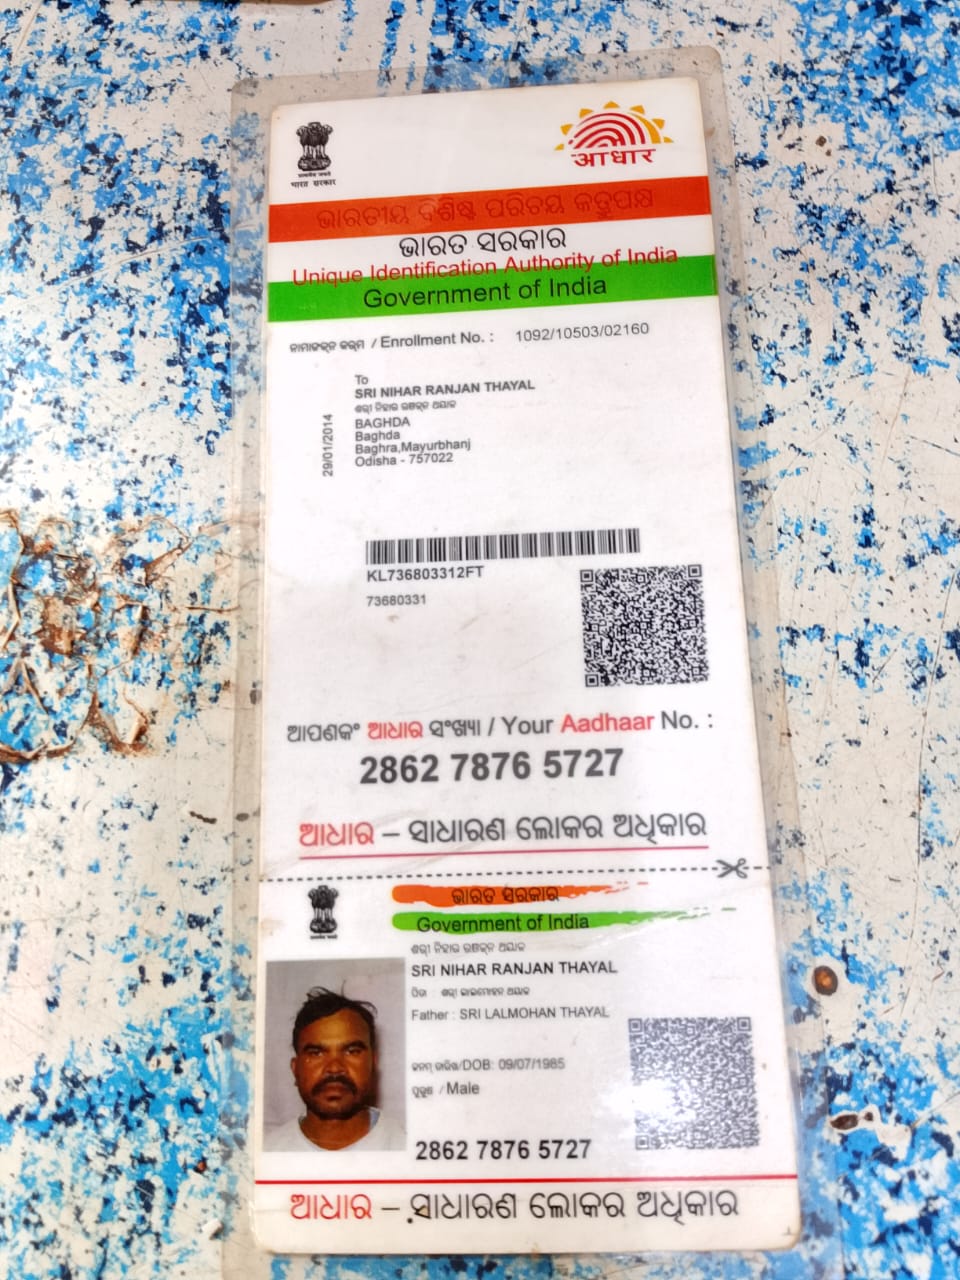 भारत सरकार
आधार
ଭାରତୀୟ ବିଶିଷ୍ଟ ପରିଚୟ କର୍ତ୍ତୃପକ୍ଷ
ଭାରତ ସରକାର
Unique Identification Authority of India
Government of India
/ Enrollment No. : 1092/10503/02160
To
SRI NIHAR RANJAN THAYAL
BAGHDA
Baghda
Baghra,Mayurbhanj
Odisha - 757022
29/01/2014
KL736803312FT
73680331
ଆପଣଙ୍କ ଆଧାର ସଂଖ୍ୟା / Your Aadhaar No. :
2862 7876 5727
ଆଧାର – ସାଧାରଣ ଲୋକର ଅଧିକାର
ଭାରତ ସରକାର
Government of India
SRI NIHAR RANJAN THAYAL
Father : SRI LALMOHAN THAYAL
/DOB: 09/07/1985
ପୁରୁଷ / Male
2862 7876 5727
ଆଧାର – ସାଧାରଣ ଲୋକର ଅଧିକାର